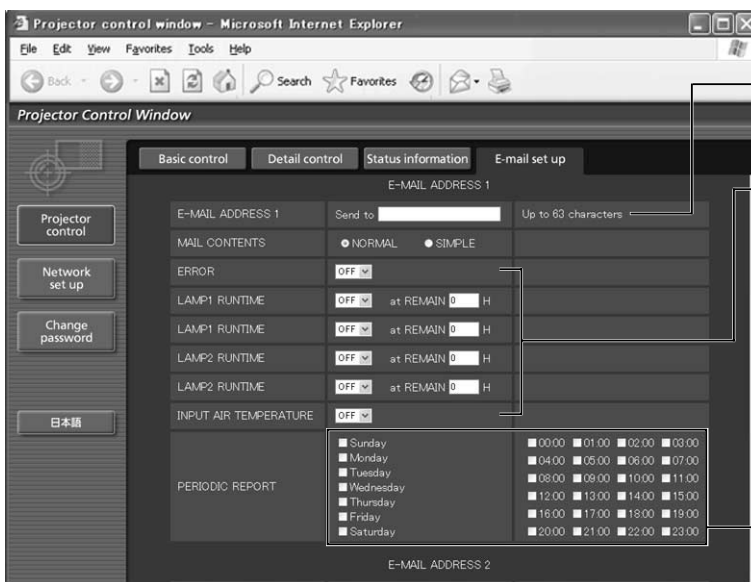 Projector control window - Microsoft Internet Explorer
File Edit View Favorites Tools Help
Back Search Favorites
Projector Control Window
Basic control Detail control Status information E-mail set up
E-MAIL ADDRESS 1
E-MAIL ADDRESS 1 Send to Up to 63 characters
MAIL CONTENTS NORMAL SIMPLE
ERROR OFF
LAMP1 RUNTIME OFF at REMAIN 0 H
LAMP1 RUNTIME OFF at REMAIN 0 H
LAMP2 RUNTIME OFF at REMAIN 0 H
LAMP2 RUNTIME OFF at REMAIN 0 H
INPUT AIR TEMPERATURE OFF
PERIODIC REPORT
Sunday
Monday
Tuesday
Wednesday
Thursday
Friday
Saturday
00:00 01:00 02:00 03:00
04:00 05:00 06:00 07:00
08:00 09:00 10:00 11:00
12:00 13:00 14:00 15:00
16:00 17:00 18:00 19:00
20:00 21:00 22:00 23:00
E-MAIL ADDRESS 2
Projector
control
Network
set up
Change
password
日本語